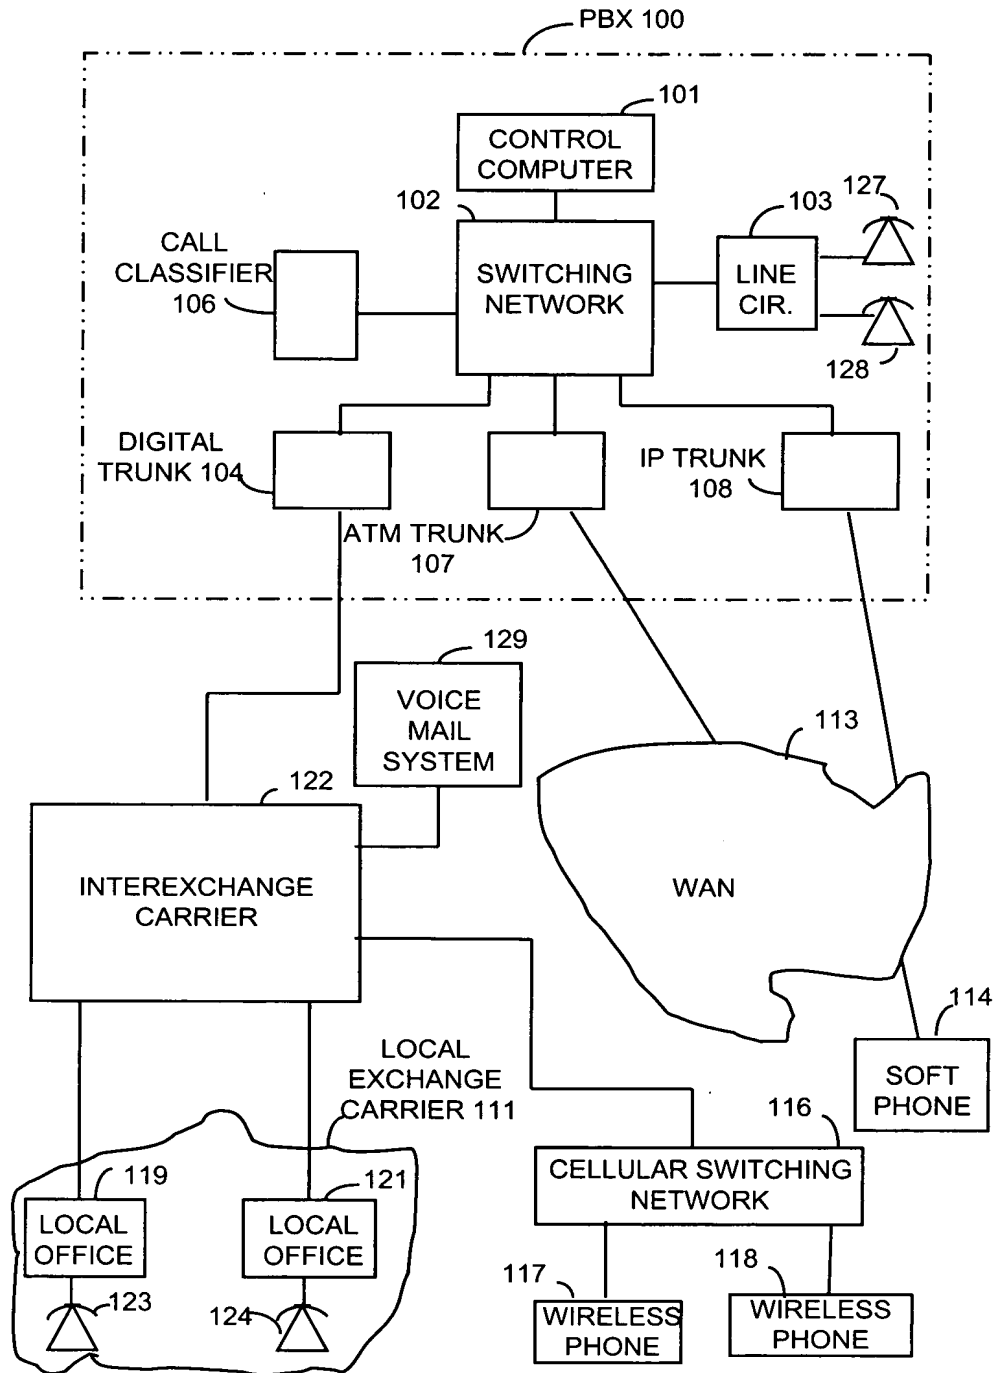 PBX 100
101
CONTROL
COMPUTER
102
103
127
CALL
CLASSIFIER
106
SWITCHING
NETWORK
LINE
CIR.
128
DIGITAL
TRUNK 104
ATM TRUNK
107
IP TRUNK
108
129
VOICE
MAIL
SYSTEM
113
122
INTEREXCHANGE
CARRIER
WAN
114
SOFT
PHONE
LOCAL
EXCHANGE
CARRIER 111
116
CELLULAR SWITCHING
NETWORK
119
LOCAL
OFFICE
121
LOCAL
OFFICE
123
124
117
WIRELESS
PHONE
118
WIRELESS
PHONE